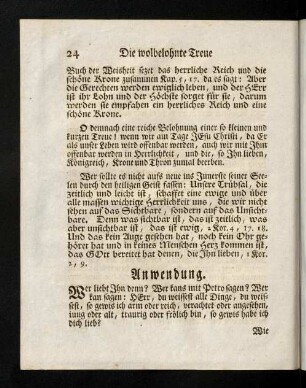 24 Die wolbelohnte Treue
Buch der Weisheit setzet das herrliche Reich und die
schöne Krone zusammen Kap. 5, 17. da es sagt: Aber
die Gerechten werden ewiglich leben, und der HErr
ist ihr Lohn und der Höchste sorget für sie, darum
werden sie empfahen ein herrliches Reich und eine
schöne Krone.
O demnach eine reiche Belohnung einer so kleinen und
kurzen Treue! wenn nun am Tage JEsu Christi, da Er
als unser Leben wird offenbar werden, auch wir mit Ihm
offenbar werden in Herrlichkeit, und die, so Ihn lieben,
Königreich, Krone und Thron zumal beerben.
Wer sollte es nicht aufs neue ins Innerste seiner See-
len durch den heiligen Geist fassen: Unsere Trübsal, die
zeitlich und leicht ist, schaffet eine ewige und über
alle massen wichtige Herrlichkeit uns, die wir nicht
sehen auf das Sichtbare, sondern auf das Unsicht-
bare. Denn was sichtbar ist, das ist zeitlich, was
aber unsichtbar ist, das ist ewig, 2 Kor. 4, 17. 18.
Und das kein Auge gesehen hat, noch kein Ohr ge-
höret hat und in keines Menschen Herz kommen ist,
das GOtt bereitet hat denen, die Ihn lieben, 1 Kor.
2, 9.
Anwendung.
Wer liebt Ihn denn? Wer kans mit Petro sagen? Wer
kan sagen: HErr, du weissest alle Dinge, du weis-
sest, so gewis ich arm oder reich, verachtet oder angesehen,
jung oder alt, traurig oder frölich bin, so gewis habe ich
dich lieb?
Wie